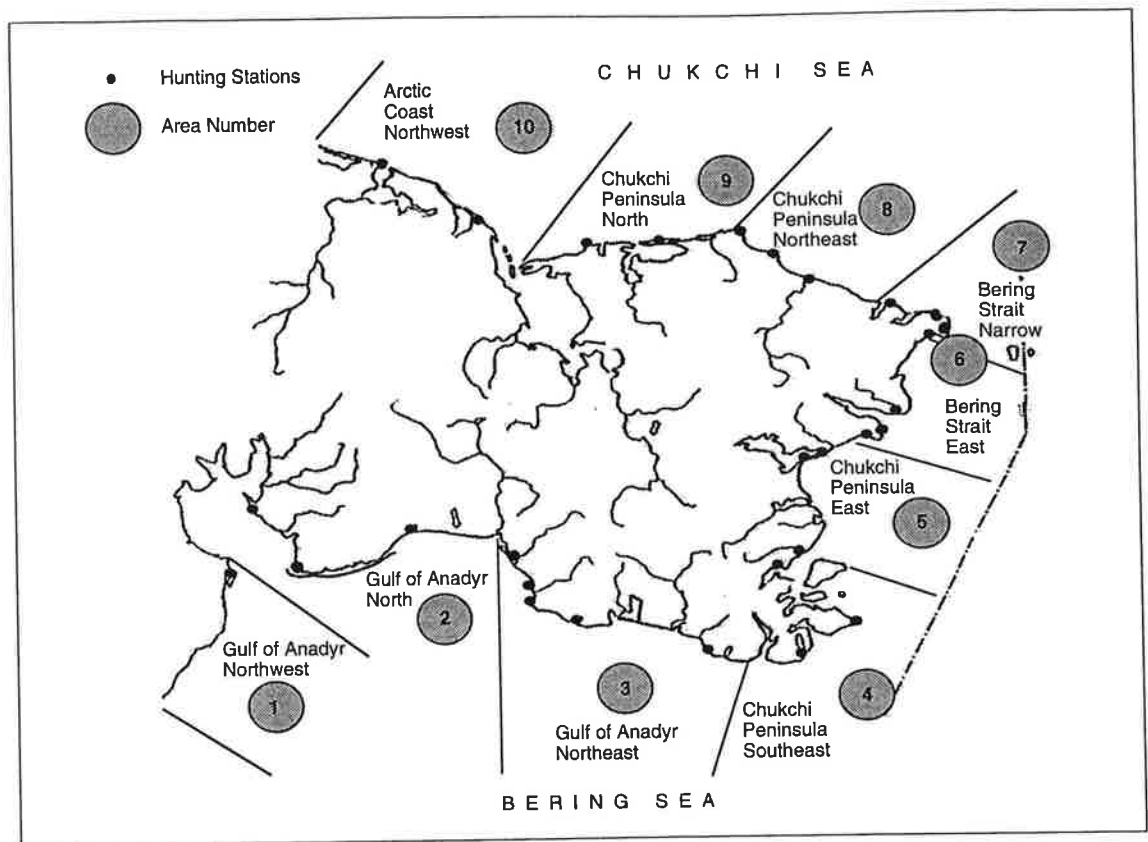 CHUKCHI SEA
Hunting Stations
Area Number
Arctic
Coast
Northwest
10
Chukchi
Peninsula
North
9
Chukchi
Peninsula
Northeast
8
7
Bering
Strait
Narrow
6
Bering
Strait
East
Chukchi
Peninsula
East
5
Gulf of Anadyr
North
2
Gulf of Anadyr
Northwest
1
3
Gulf of Anadyr
Northeast
4
Chukchi
Peninsula
Southeast
BERING SEA